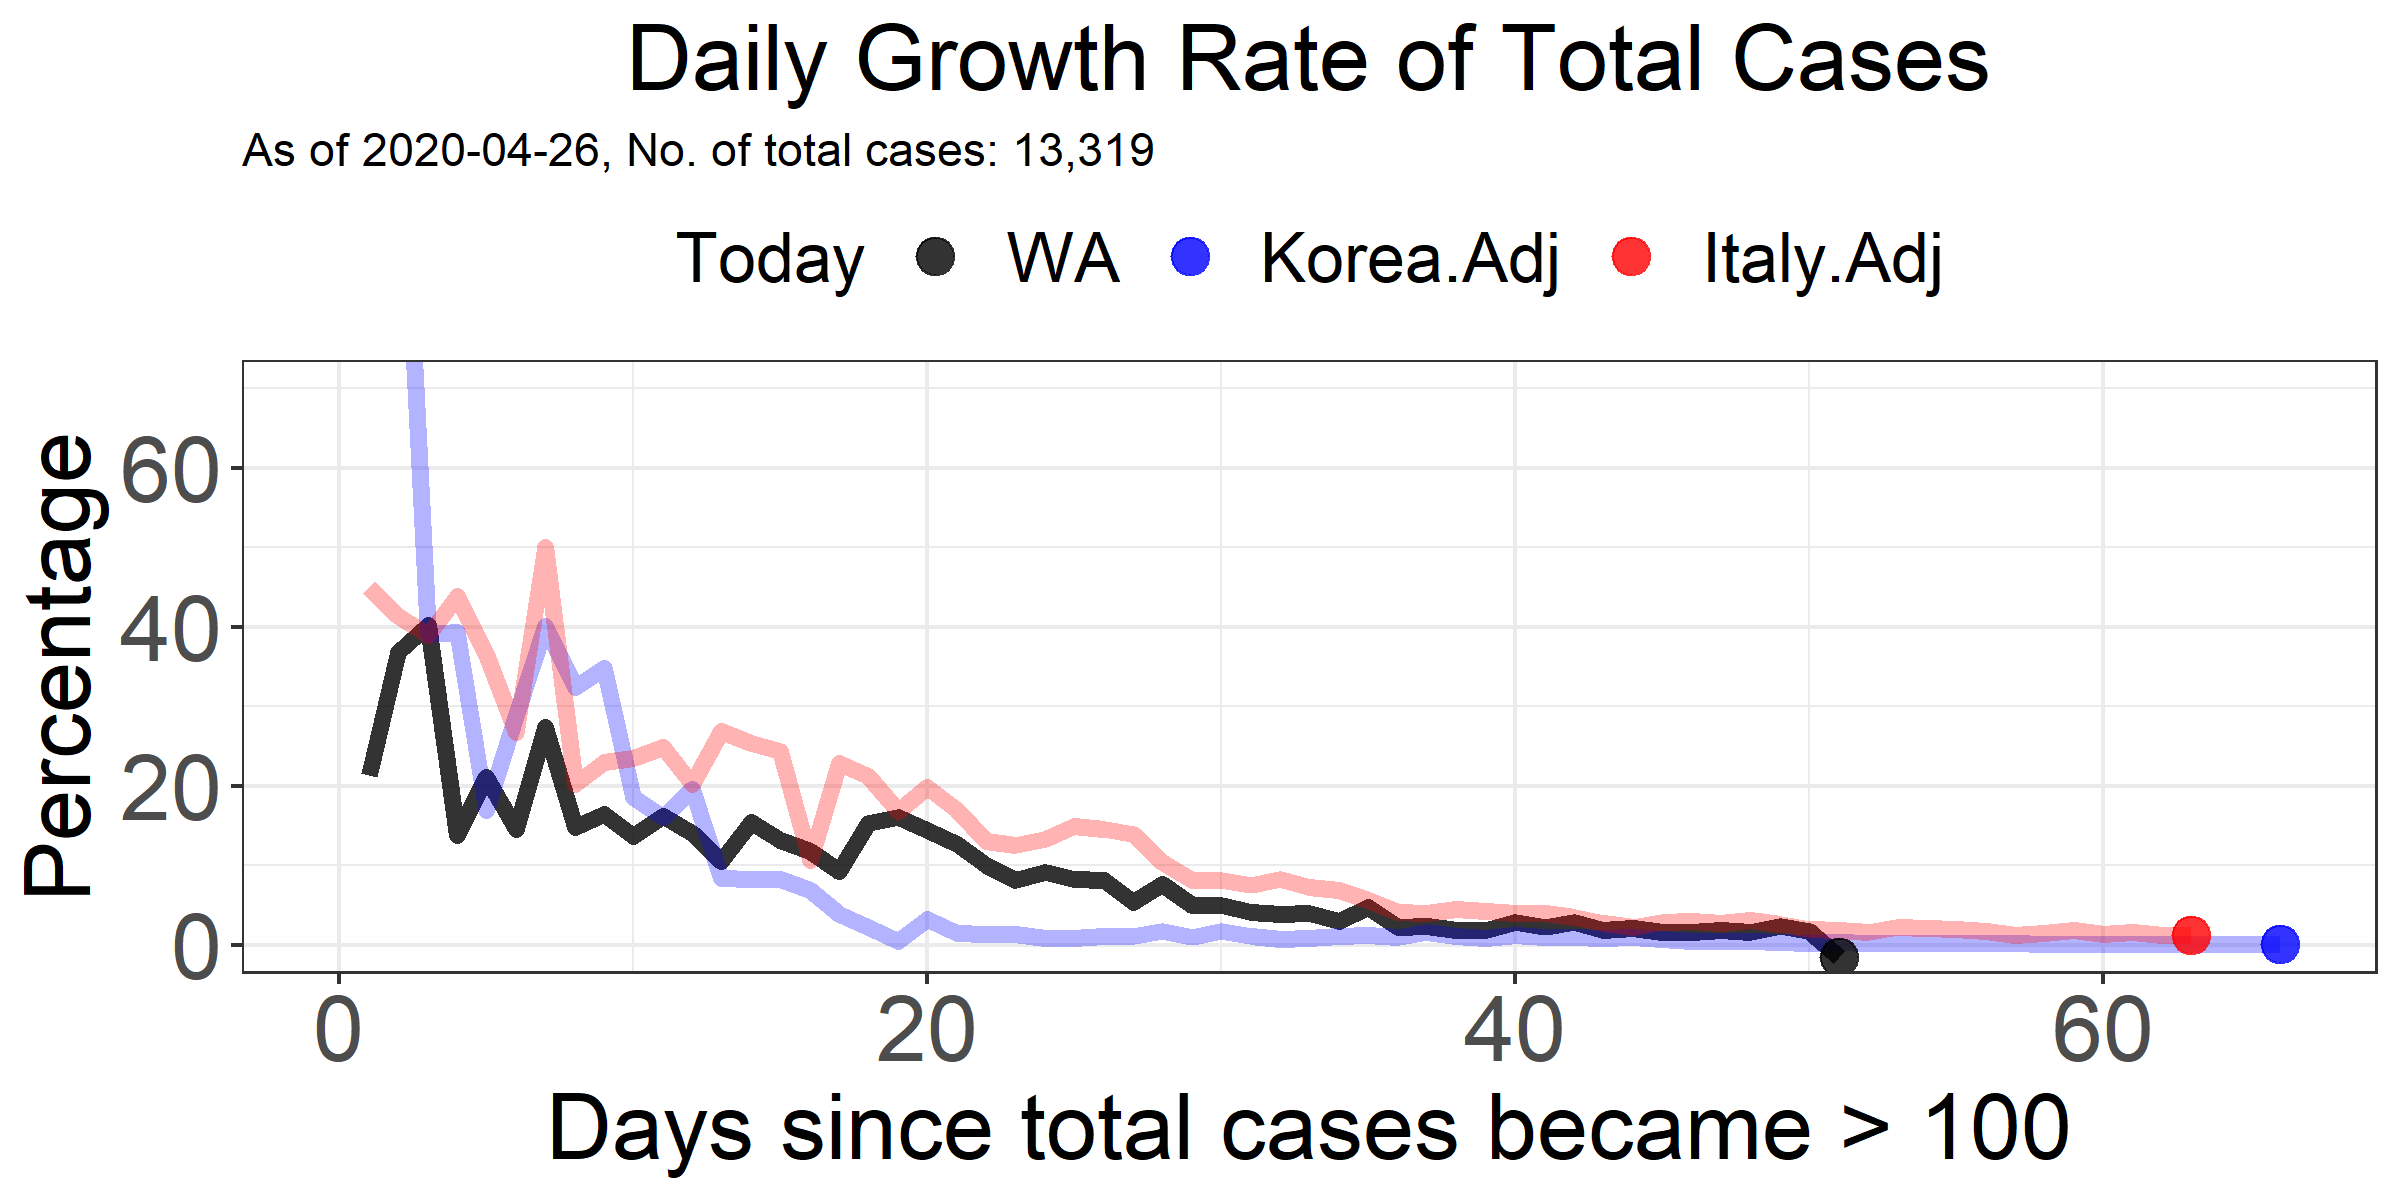 Daily Growth Rate of Total Cases
As of 2020-04-26, No. of total cases: 13,319
Today WA Korea.Adj Italy.Adj
Percentage
60
40
20
0
0 20 40 60
Days since total cases became > 100